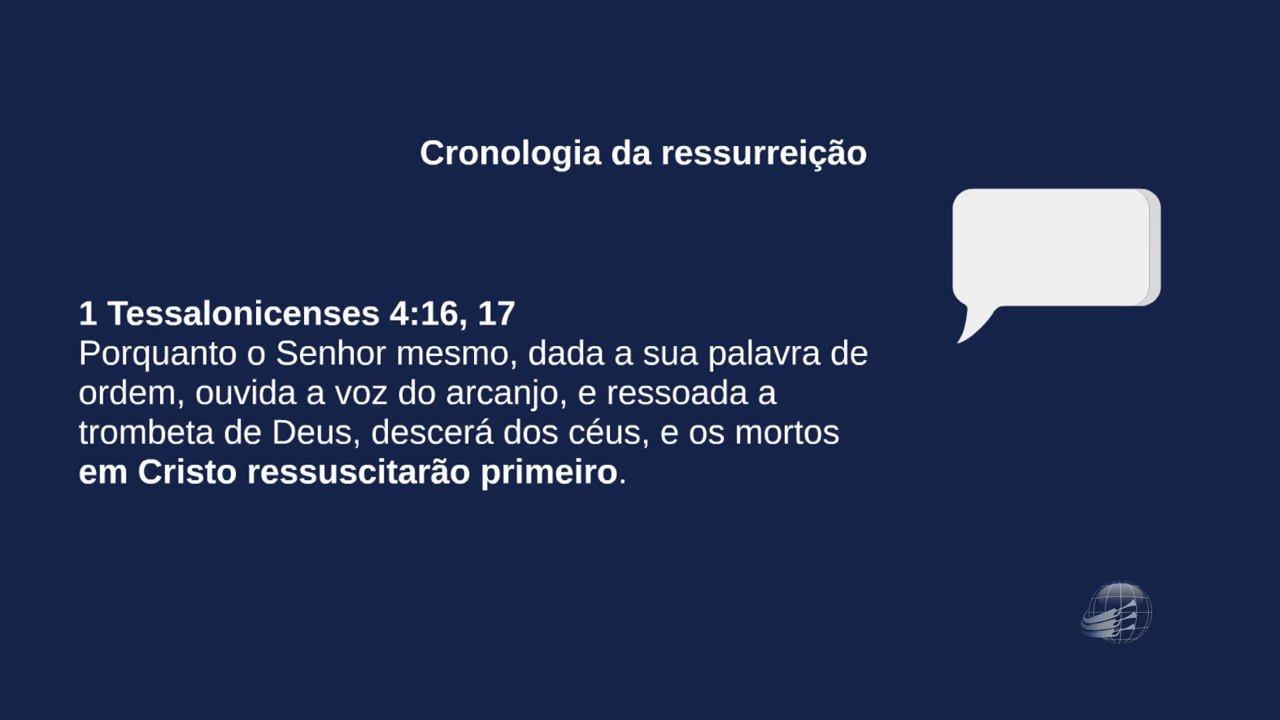 Cronologia da ressurreição
1 Tessalonicenses 4:16, 17
Porquanto o Senhor mesmo, dada a sua palavra de
ordem, ouvida a voz do arcanjo, e ressoada a
trombeta de Deus, descerá dos céus, e os mortos
em Cristo ressuscitarão primeiro.